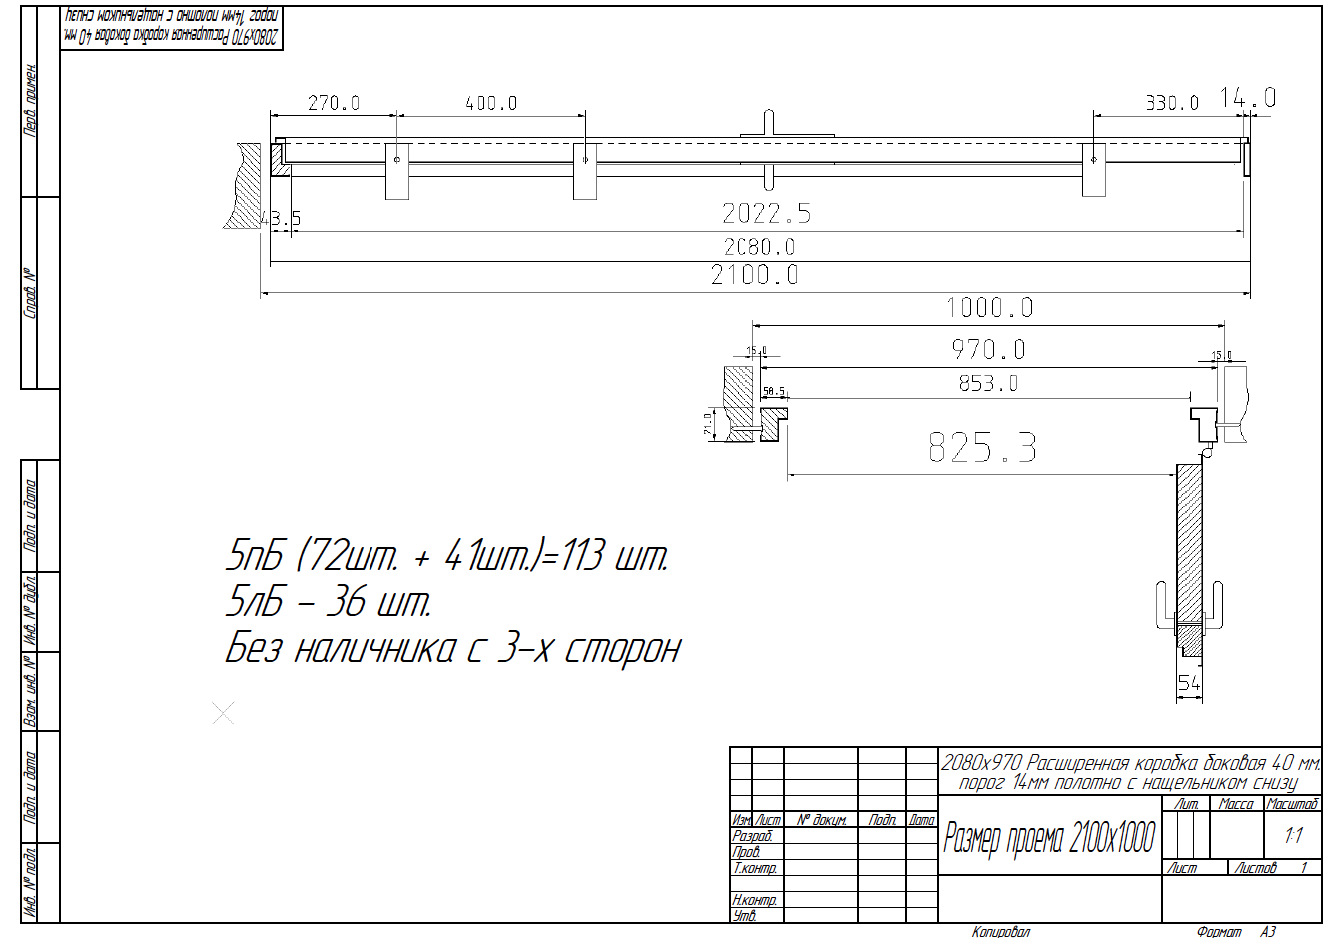 2080х970 Расширенная коробка боковая 40 мм.
порог 14мм полотно с нащельником снизу
Перв. примен.
Справ. №
Подп. и дата
Инв. № дубл.
Взам. инв. №
Подп. и дата
Инв. № подл.
270.0
400.0
330.0
14.0
43.5
2022.5
2080.0
2100.0
1000.0
15.0
970.0
15.0
58.5
853.0
71.0
825.3
54
5пБ (72шт. + 41шт.)=113 шт.
5лБ - 36 шт.
Без наличника с 3-х сторон
2080х970 Расширенная коробка боковая 40 мм.
порог 14мм полотно с нащельником снизу
Изм. Лист № докум. Подп. Дата
Разраб.
Пров.
Т.контр.
Н.контр.
Утв.
Размер проема 2100х1000
Лит. Масса Масштаб
1:1
Лист Листов 1
Копировал Формат А3